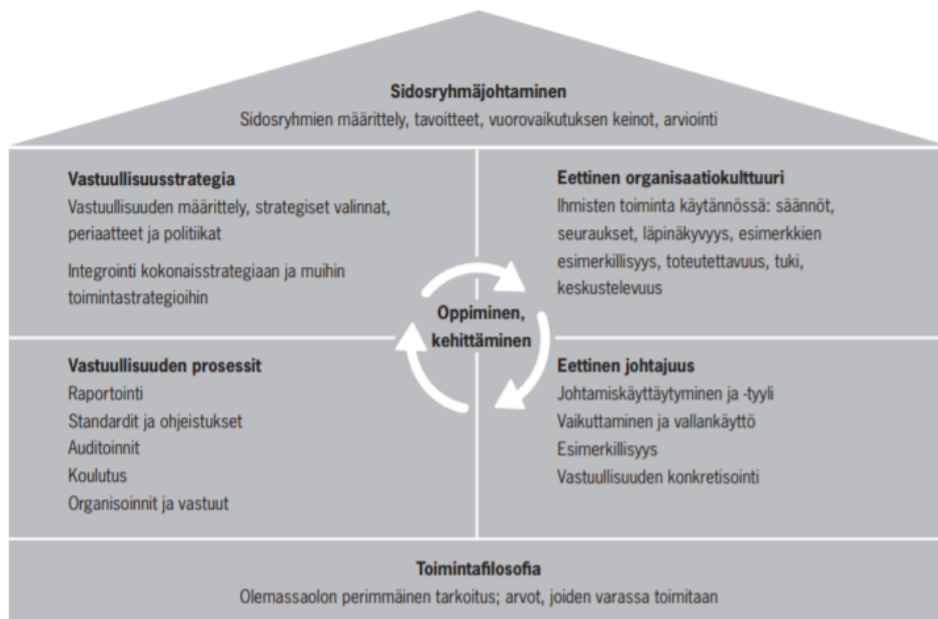 Sidosryhmäjohtaminen
Sidosryhmien määrittely, tavoitteet, vuorovaikutuksen keinot, arviointi
Vastuullisuusstrategia
Vastuullisuuden määrittely, strategiset valinnat,
periaatteet ja politiikat
Integrointi kokonaisstrategiaan ja muihin
toimintastrategioihin
Eettinen organisaatiokulttuuri
Ihmisten toiminta käytännössä: säännöt,
seuraukset, läpinäkyvyys, esimerkkien
esimerkillisyys, toteutettavuus, tuki,
keskustelevuus
Oppiminen,
kehittäminen
Vastuullisuuden prosessit
Raportointi
Standardit ja ohjeistukset
Auditoinnit
Koulutus
Organisoinnit ja vastuut
Eettinen johtajuus
Johtamiskäyttäytyminen ja -tyyli
Vaikuttaminen ja vallankäyttö
Esimerkillisyys
Vastuullisuuden konkretisointi
Toimintafilosofia
Olemassaolon perimmäinen tarkoitus; arvot, joiden varassa toimitaan